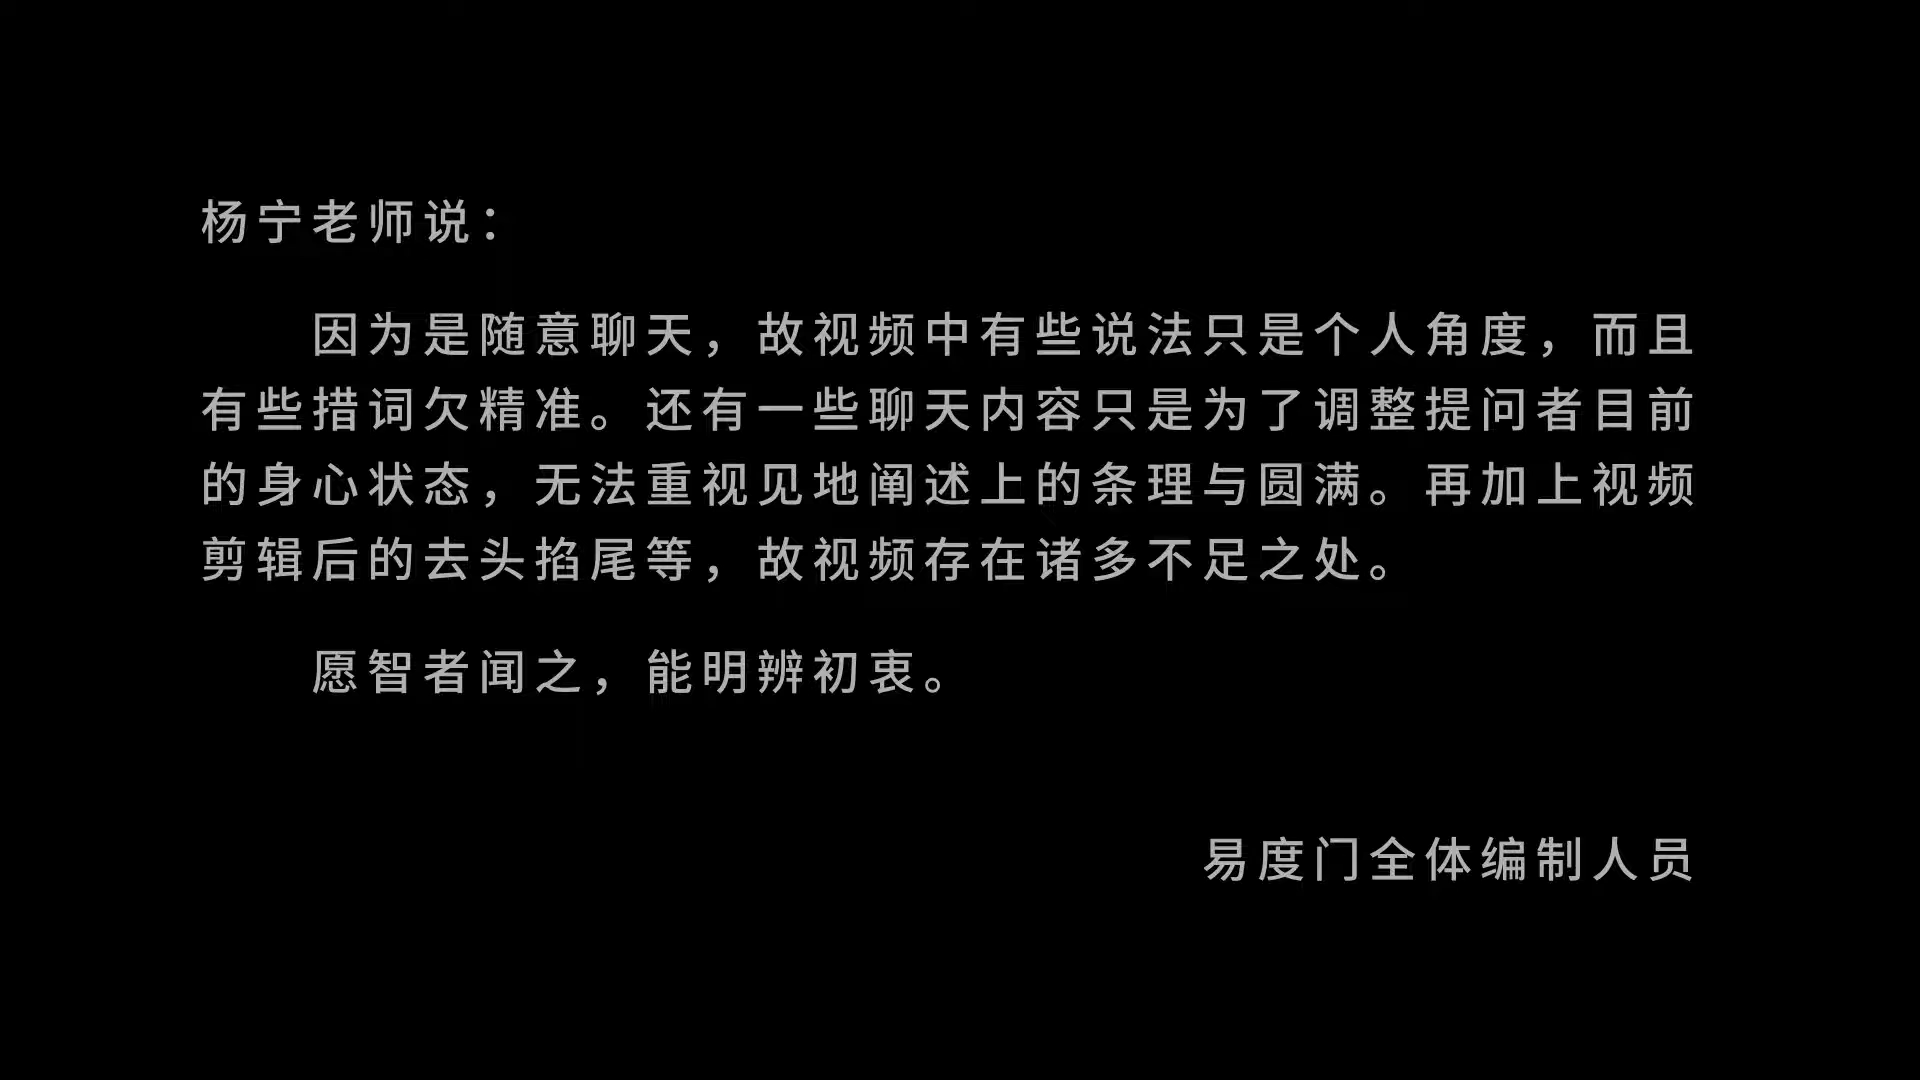 杨宁老师说：
因为是随意聊天，故视频中有些说法只是个人角度，而且
有些措词欠精准。还有一些聊天内容只是为了调整提问者目前
的身心状态，无法重视见地阐述上的条理与圆满。再加上视频
剪辑后的去头掐尾等，故视频存在诸多不足之处。
愿智者闻之，能明辨初衷。
易度门全体编制人员